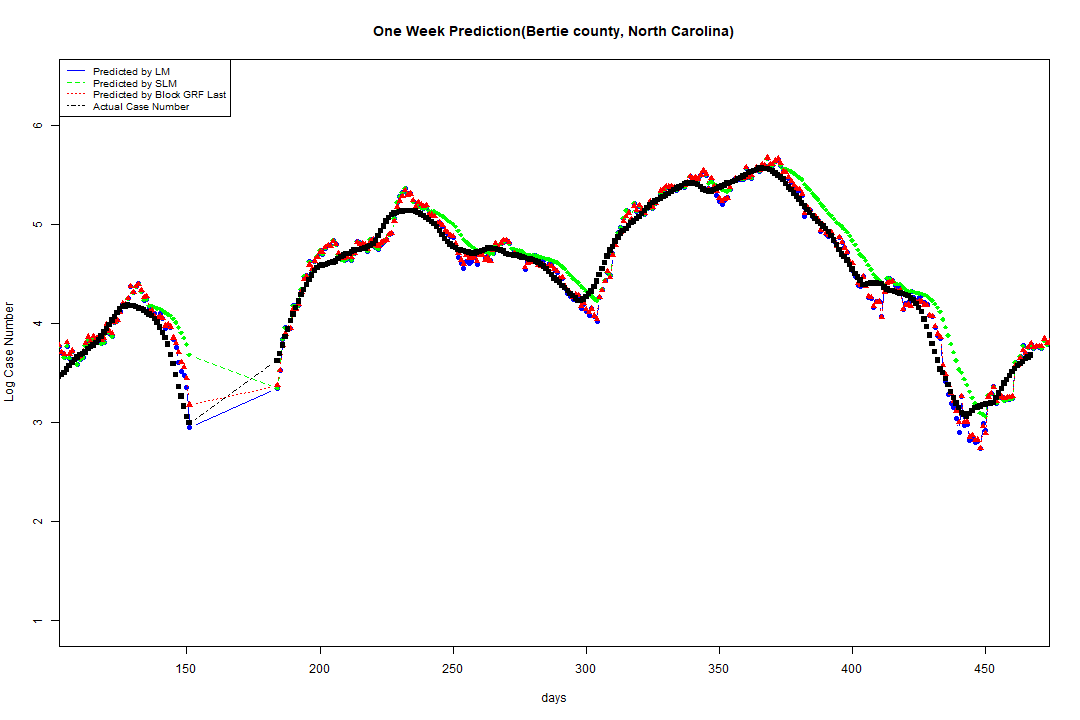 One Week Prediction(Bertie county, North Carolina)
Predicted by LM
Predicted by SLM
Predicted by Block GRF Last
Actual Case Number
Log Case Number
6
5
4
3
2
1
150 200 250 300 350 400 450
days